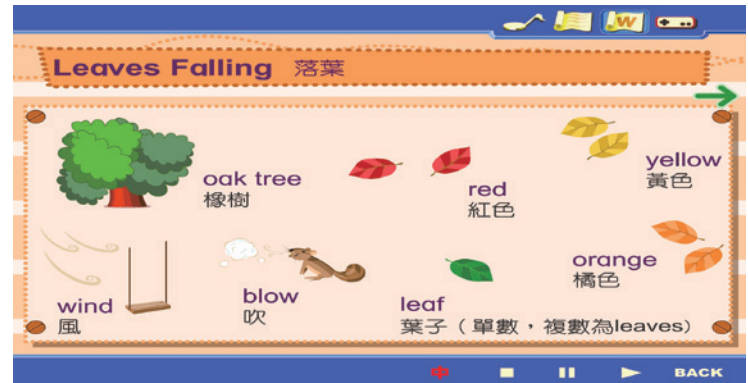 W
Leaves Falling 落葉
oak tree
橡樹
red
紅色
yellow
黃色
wind
風
blow
吹
leaf
葉子（單數，複數為leaves）
orange
橘色
中 BACK